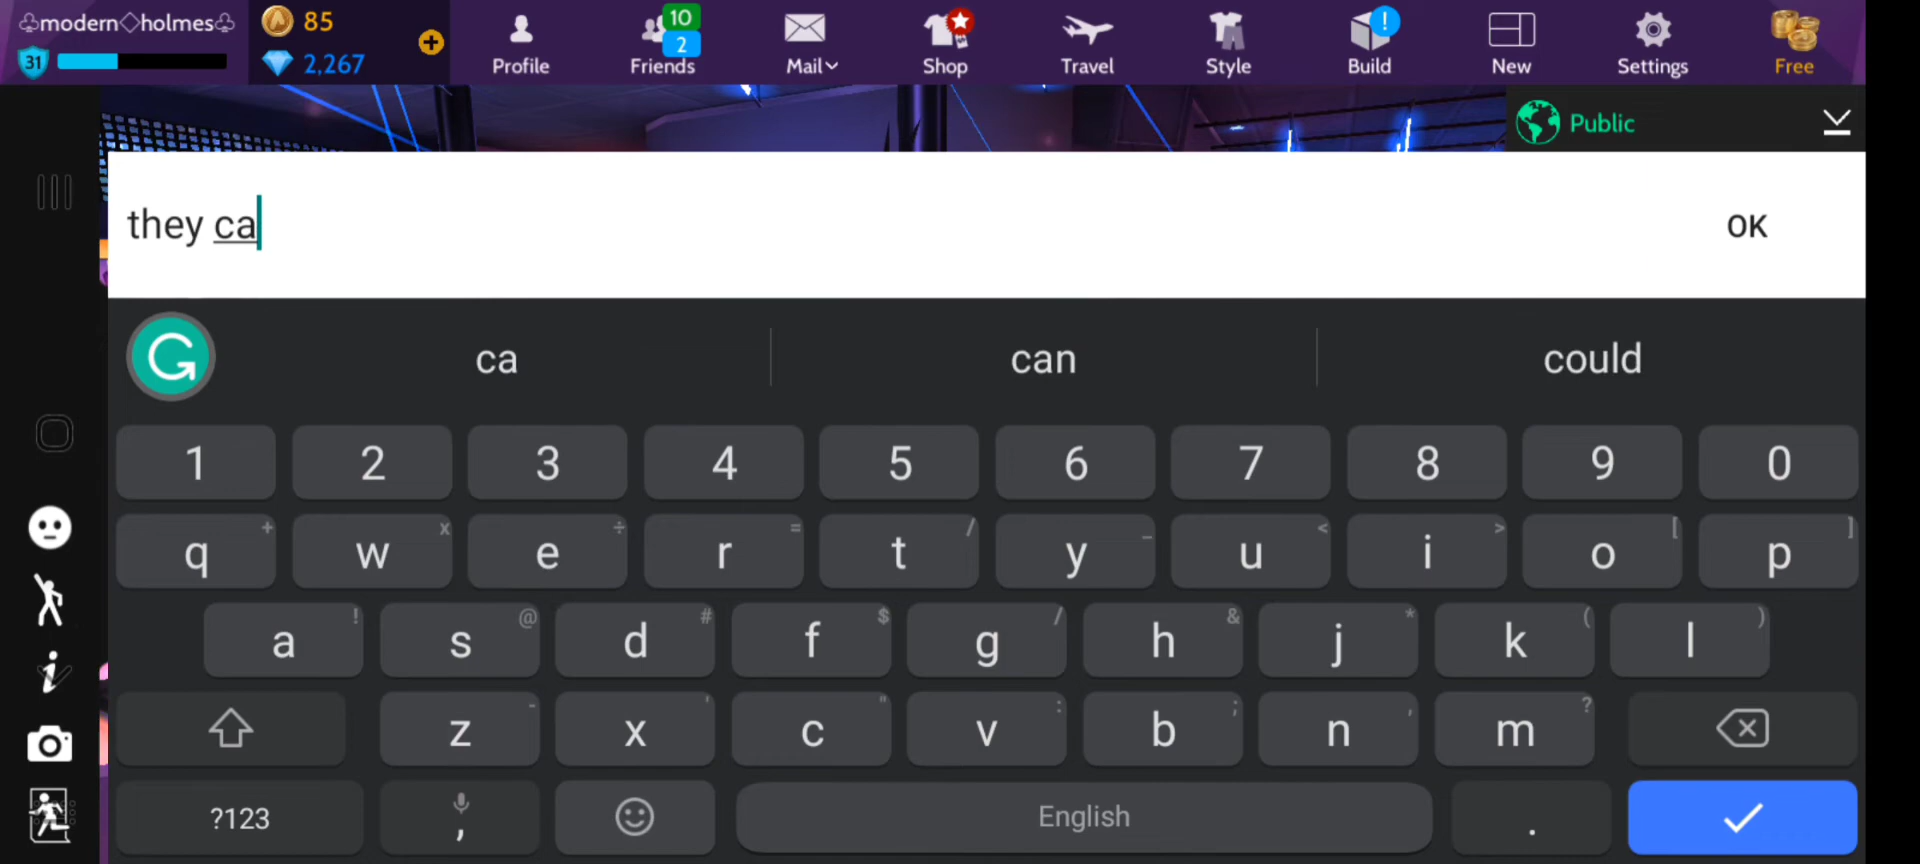 ♧modern◇holmes♧
31
85
2,267
Profile
10
2
Friends
Mail
Shop
Travel
Style
!
Build
New
Settings
Free
Public
they ca
OK
ca can could
1 2 3 4 5 6 7 8 9 0
q + w x e ÷ r = t / y _ u < i > o [ p ]
a ! s @ d # f $ g / h & j * k ( l )
z - x ' c " v : b ; n , m ?
?123 , English .